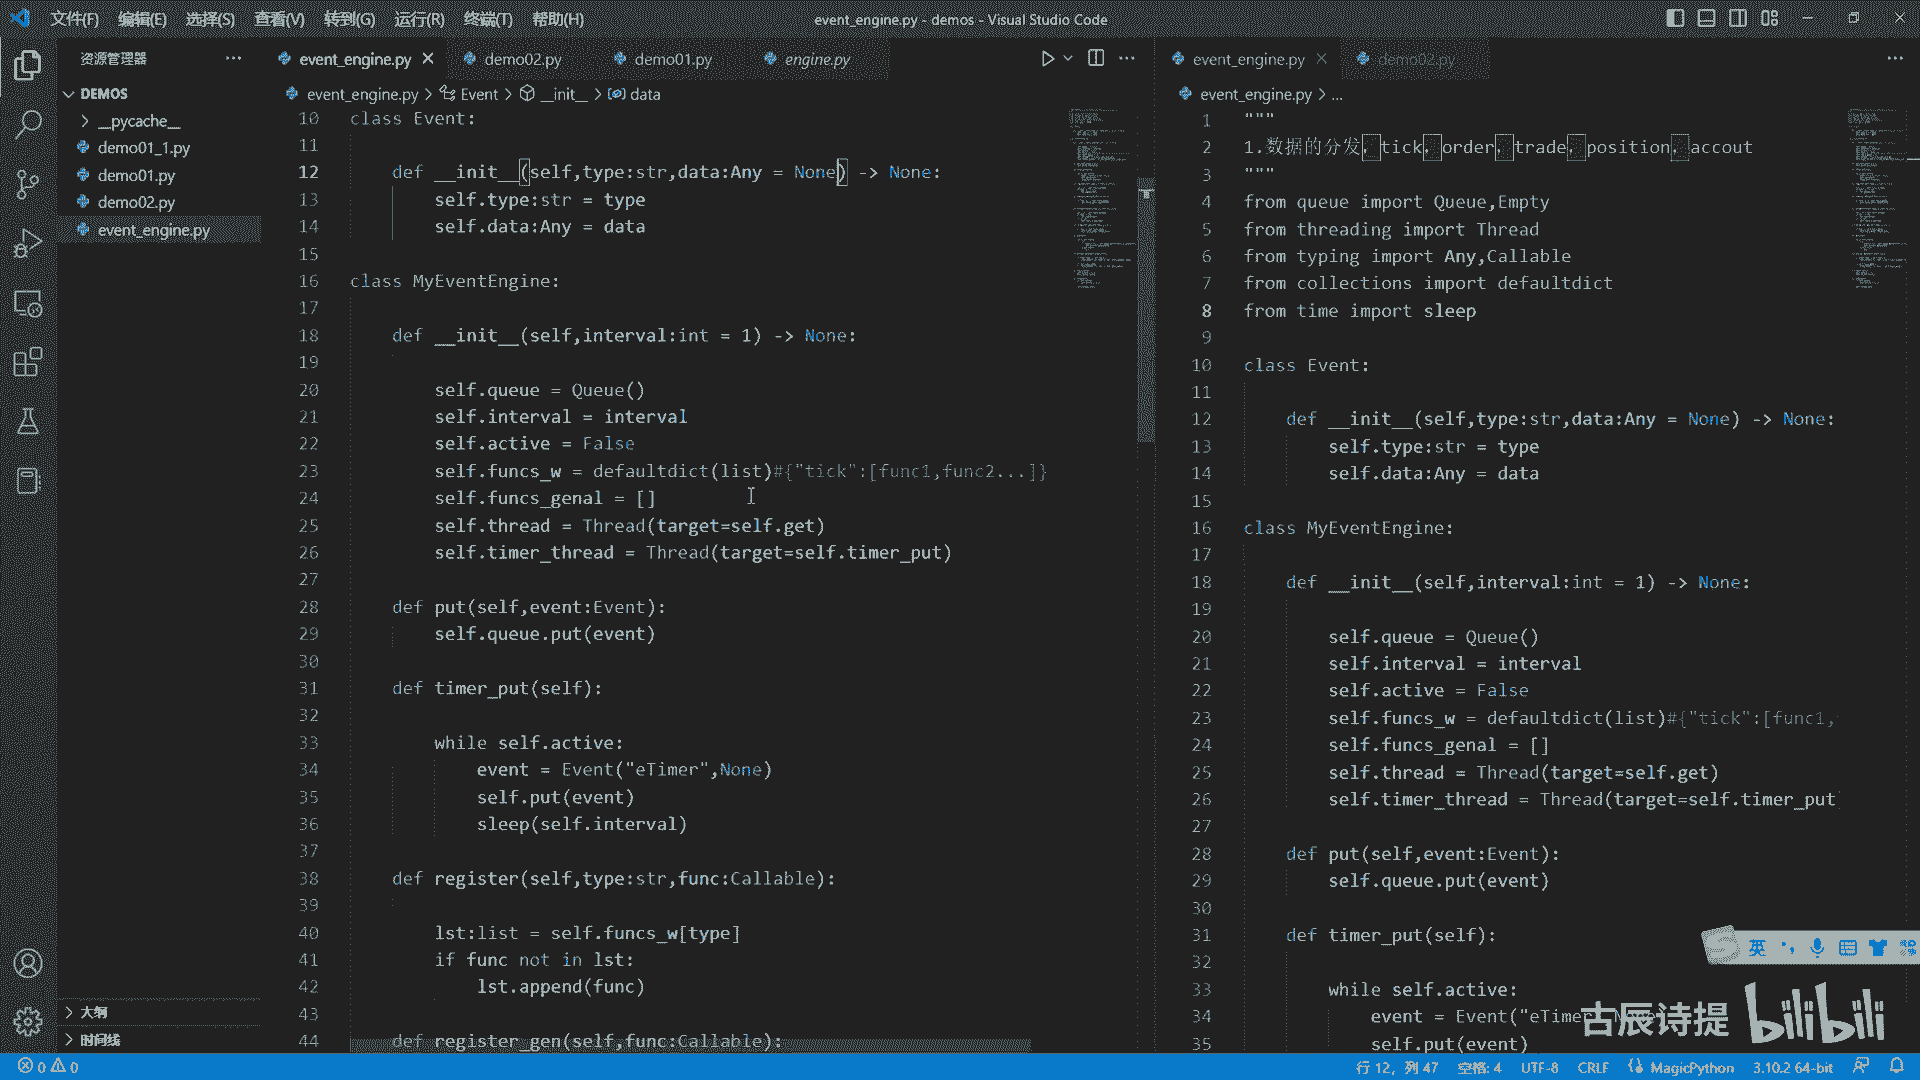 文件(F) 编辑(E) 选择(S) 查看(V) 转到(G) 运行(R) 终端(T) 帮助(H) event_engine.py - demos - Visual Studio Code
资源管理器 ...
DEMOS
__pycache__
demo01_1.py
demo01.py
demo02.py
event_engine.py
大纲
时间线
event_engine.py demo02.py demo01.py engine.py
event_engine.py > Event > __init__ > data
10 class Event:
11
12 def __init__(self,type:str,data:Any = None) -> None:
13 self.type:str = type
14 self.data:Any = data
15
16 class MyEventEngine:
17
18 def __init__(self,interval:int = 1) -> None:
19
20 self.queue = Queue()
21 self.interval = interval
22 self.active = False
23 self.funcs_w = defaultdict(list)#{"tick":[func1,func2...]}
24 self.funcs_genal = []
25 self.thread = Thread(target=self.get)
26 self.timer_thread = Thread(target=self.timer_put)
27
28 def put(self,event:Event):
29 self.queue.put(event)
30
31 def timer_put(self):
32
33 while self.active:
34 event = Event("eTimer",None)
35 self.put(event)
36 sleep(self.interval)
37
38 def register(self,type:str,func:Callable):
39
40 lst:list = self.funcs_w[type]
41 if func not in lst:
42 lst.append(func)
43
44 def register_gen(self,func:Callable):
event_engine.py demo02.py
event_engine.py > ...
1 """
2 1.数据的分发，tick，order，trade，position，accout
3 """
4 from queue import Queue,Empty
5 from threading import Thread
6 from typing import Any,Callable
7 from collections import defaultdict
8 from time import sleep
9
10 class Event:
11
12 def __init__(self,type:str,data:Any = None) -> None:
13 self.type:str = type
14 self.data:Any = data
15
16 class MyEventEngine:
17
18 def __init__(self,interval:int = 1) -> None:
19
20 self.queue = Queue()
21 self.interval = interval
22 self.active = False
23 self.funcs_w = defaultdict(list)#{"tick":[func1,
24 self.funcs_genal = []
25 self.thread = Thread(target=self.get)
26 self.timer_thread = Thread(target=self.timer_put
27
28 def put(self,event:Event):
29 self.queue.put(event)
30
31 def timer_put(self):
32
33 while self.active:
34 event = Event("eTimer
35 self.put(event)
英
古辰诗提 bilibili
0 0 行 12，列 47 空格: 4 UTF-8 CRLF MagicPython 3.10.2 64-bit